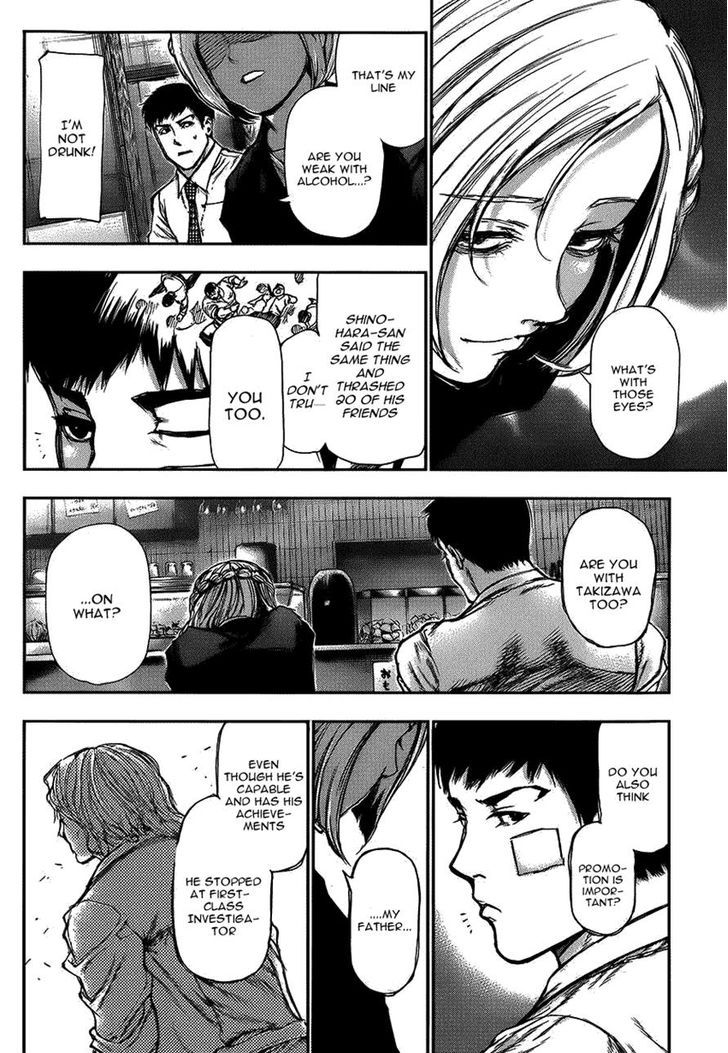 WHAT'S
WITH
THOSE
EYES?
THAT'S MY
LINE
ARE YOU
WEAK WITH
ALCOHOL...?
I'M
NOT
DRUNK!
SHINO-
HARA-SAN
SAID THE
SAME THING
AND
THRASHED
20 OF HIS
FRIENDS
I
DON'T
TRU—
YOU
TOO.
ARE YOU
WITH
TAKIZAWA
TOO?
...ON
WHAT?
おも
DO YOU
ALSO
THINK
PROMO-
TION IS
IMPOR-
TANT?
....MY
FATHER...
EVEN
THOUGH HE'S
CAPABLE
AND HAS HIS
ACHIEVE-
MENTS
HE STOPPED
AT FIRST-
CLASS
INVESTIGA-
TOR